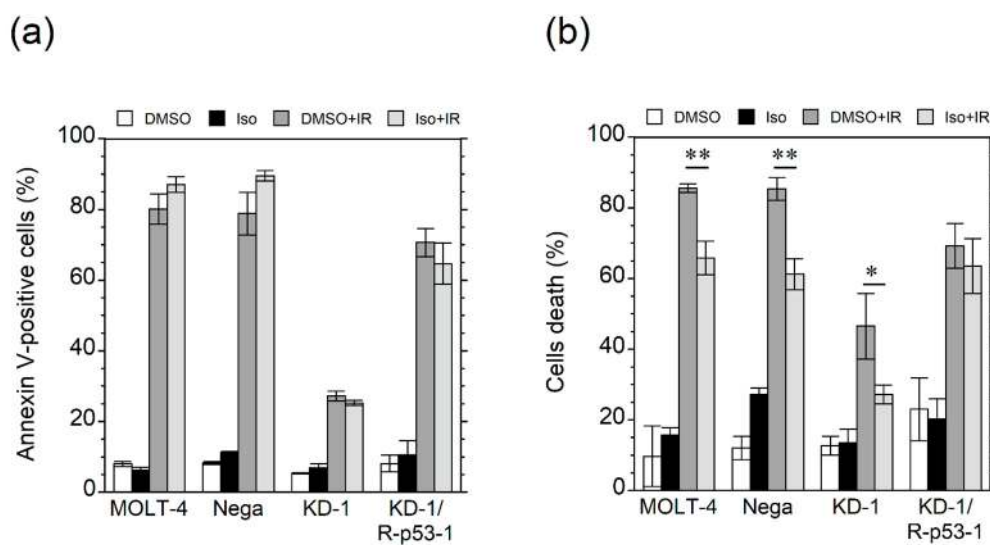 (a)
DMSO Iso DMSO+IR Iso+IR
Annexin V-positive cells (%)
100
80
60
40
20
0
MOLT-4 Nega KD-1 KD-1/
R-p53-1
(b)
DMSO Iso DMSO+IR Iso+IR
Cells death (%)
100
80
60
40
20
0
** ** *
MOLT-4 Nega KD-1 KD-1/
R-p53-1